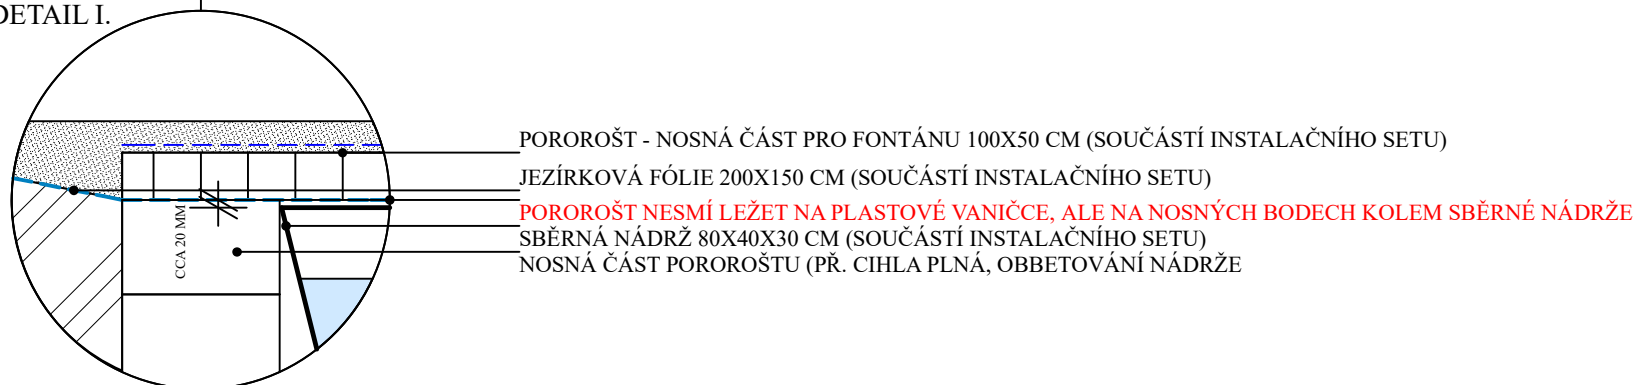 DETAIL I.
POROROŠT - NOSNÁ ČÁST PRO FONTÁNU 100X50 CM (SOUČÁSTÍ INSTALAČNÍHO SETU)
JEZÍRKOVÁ FÓLIE 200X150 CM (SOUČÁSTÍ INSTALAČNÍHO SETU)
POROROŠT NESMÍ LEŽET NA PLASTOVÉ VANIČCE, ALE NA NOSNÝCH BODECH KOLEM SBĚRNÉ NÁDRŽE
SBĚRNÁ NÁDRŽ 80X40X30 CM (SOUČÁSTÍ INSTALAČNÍHO SETU)
NOSNÁ ČÁST POROROŠTU (PŘ. CIHLA PLNÁ, OBBETOVÁNÍ NÁDRŽE
CCA 20 MM